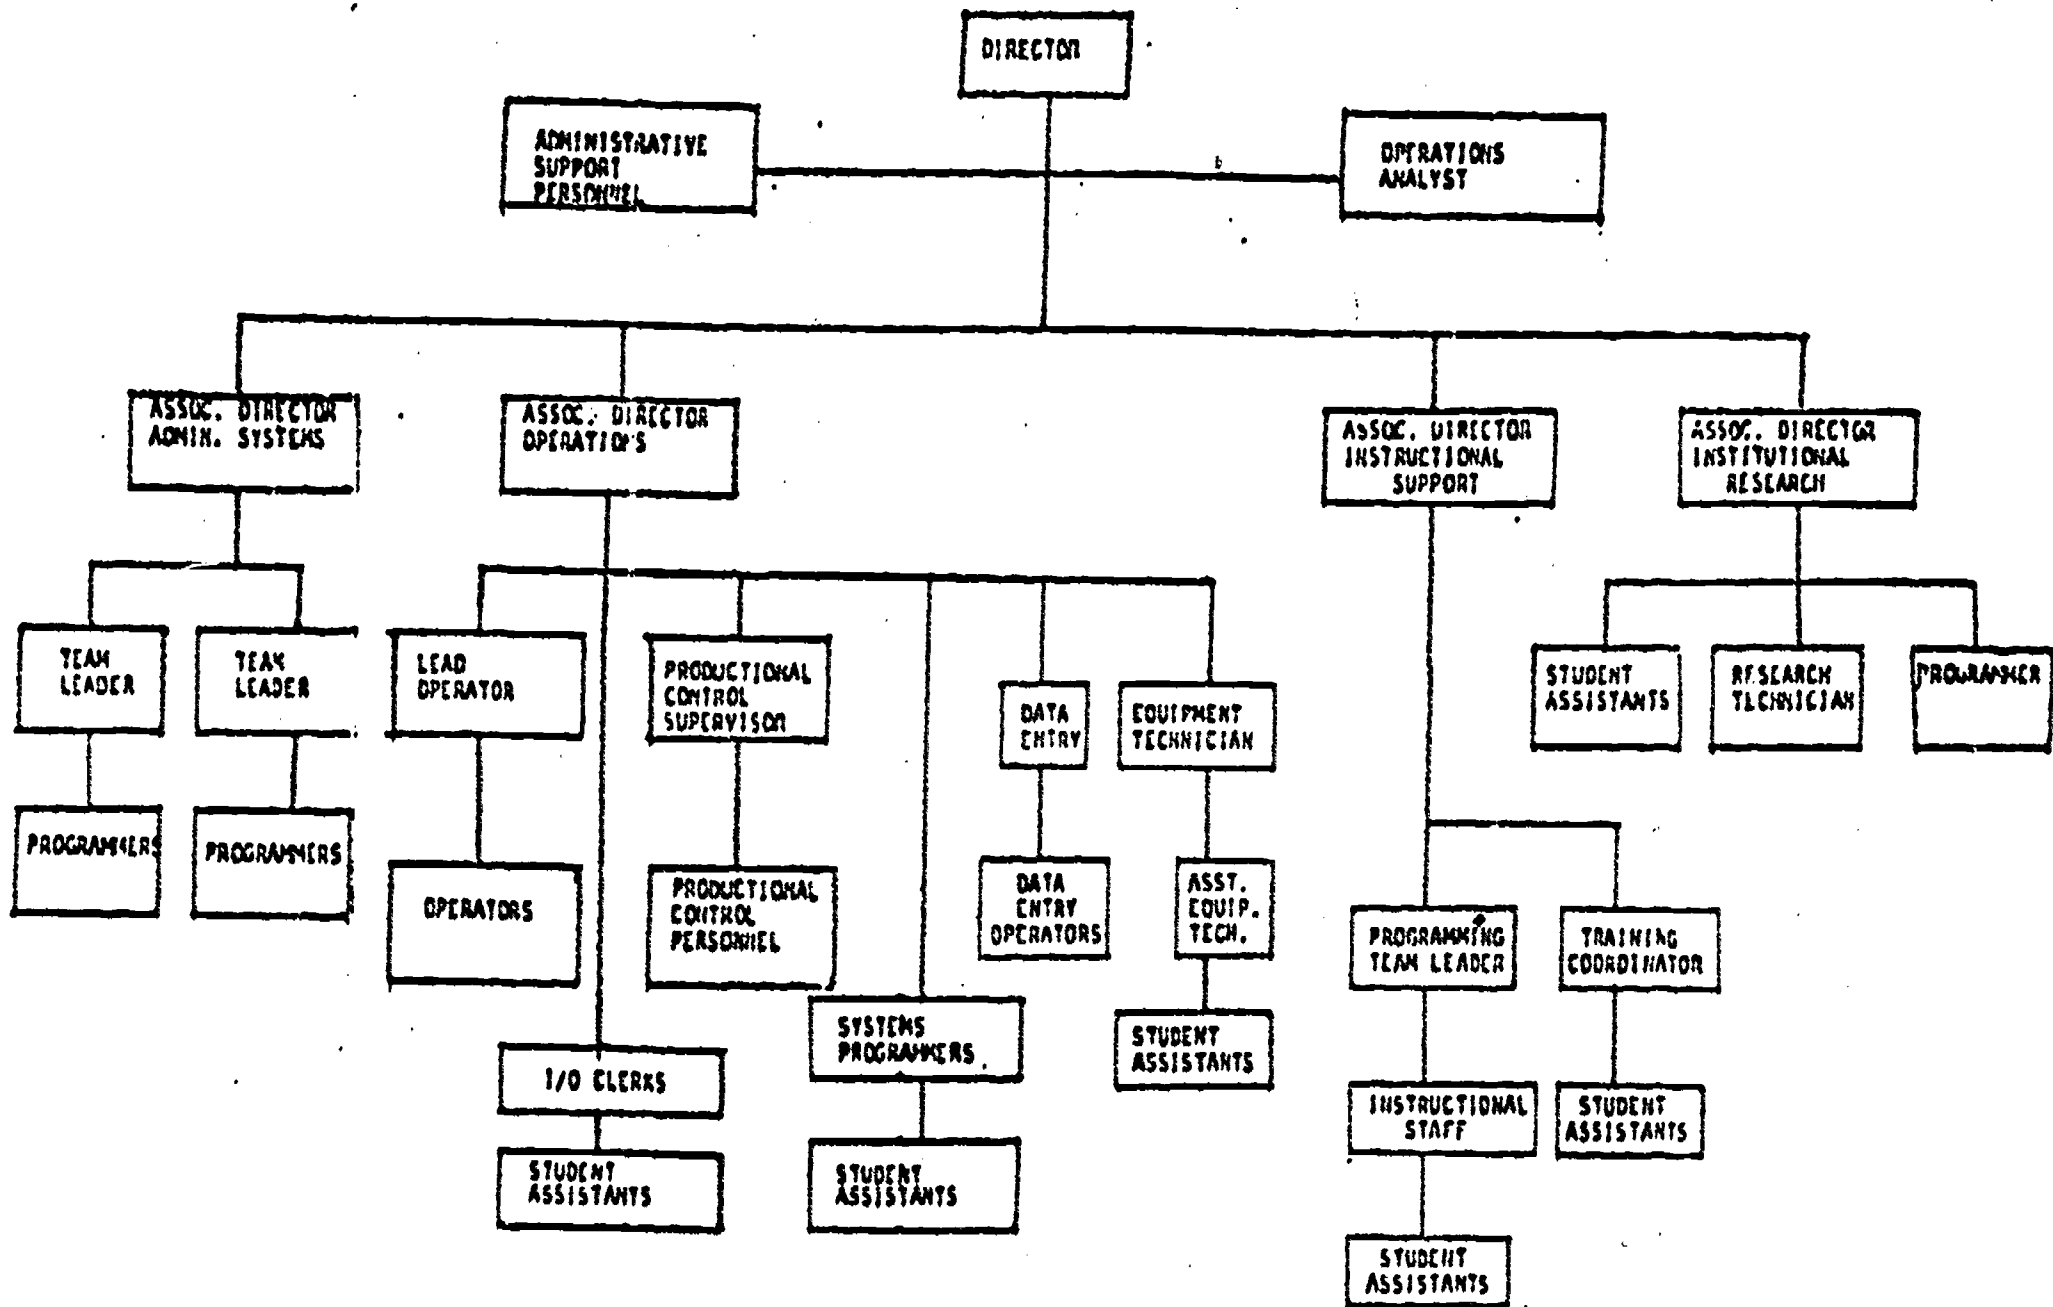 DIRECTOR
ADMINISTRATIVE
SUPPORT
PERSONNEL
OPERATIONS
ANALYST
ASSOC. DIRECTOR
ADMIN. SYSTEMS
ASSOC. DIRECTOR
OPERATIONS
ASSOC. DIRECTOR
INSTRUCTIONAL
SUPPORT
ASSOC. DIRECTOR
INSTITUTIONAL
RESEARCH
TEAM
LEADER
TEAM
LEADER
LEAD
OPERATOR
PRODUCTIONAL
CONTROL
SUPERVISOR
DATA
ENTRY
EQUIPMENT
TECHNICIAN
STUDENT
ASSISTANTS
RESEARCH
TECHNICIAN
PROGRAMMER
PROGRAMMERS
PROGRAMMERS
OPERATORS
PRODUCTIONAL
CONTROL
PERSONNEL
DATA
ENTRY
OPERATORS
ASST.
EQUIP.
TECH.
PROGRAMMING
TEAM LEADER
TRAINING
COORDINATOR
SYSTEMS
PROGRAMMERS
STUDENT
ASSISTANTS
I/O CLERKS
INSTRUCTIONAL
STAFF
STUDENT
ASSISTANTS
STUDENT
ASSISTANTS
STUDENT
ASSISTANTS
STUDENT
ASSISTANTS